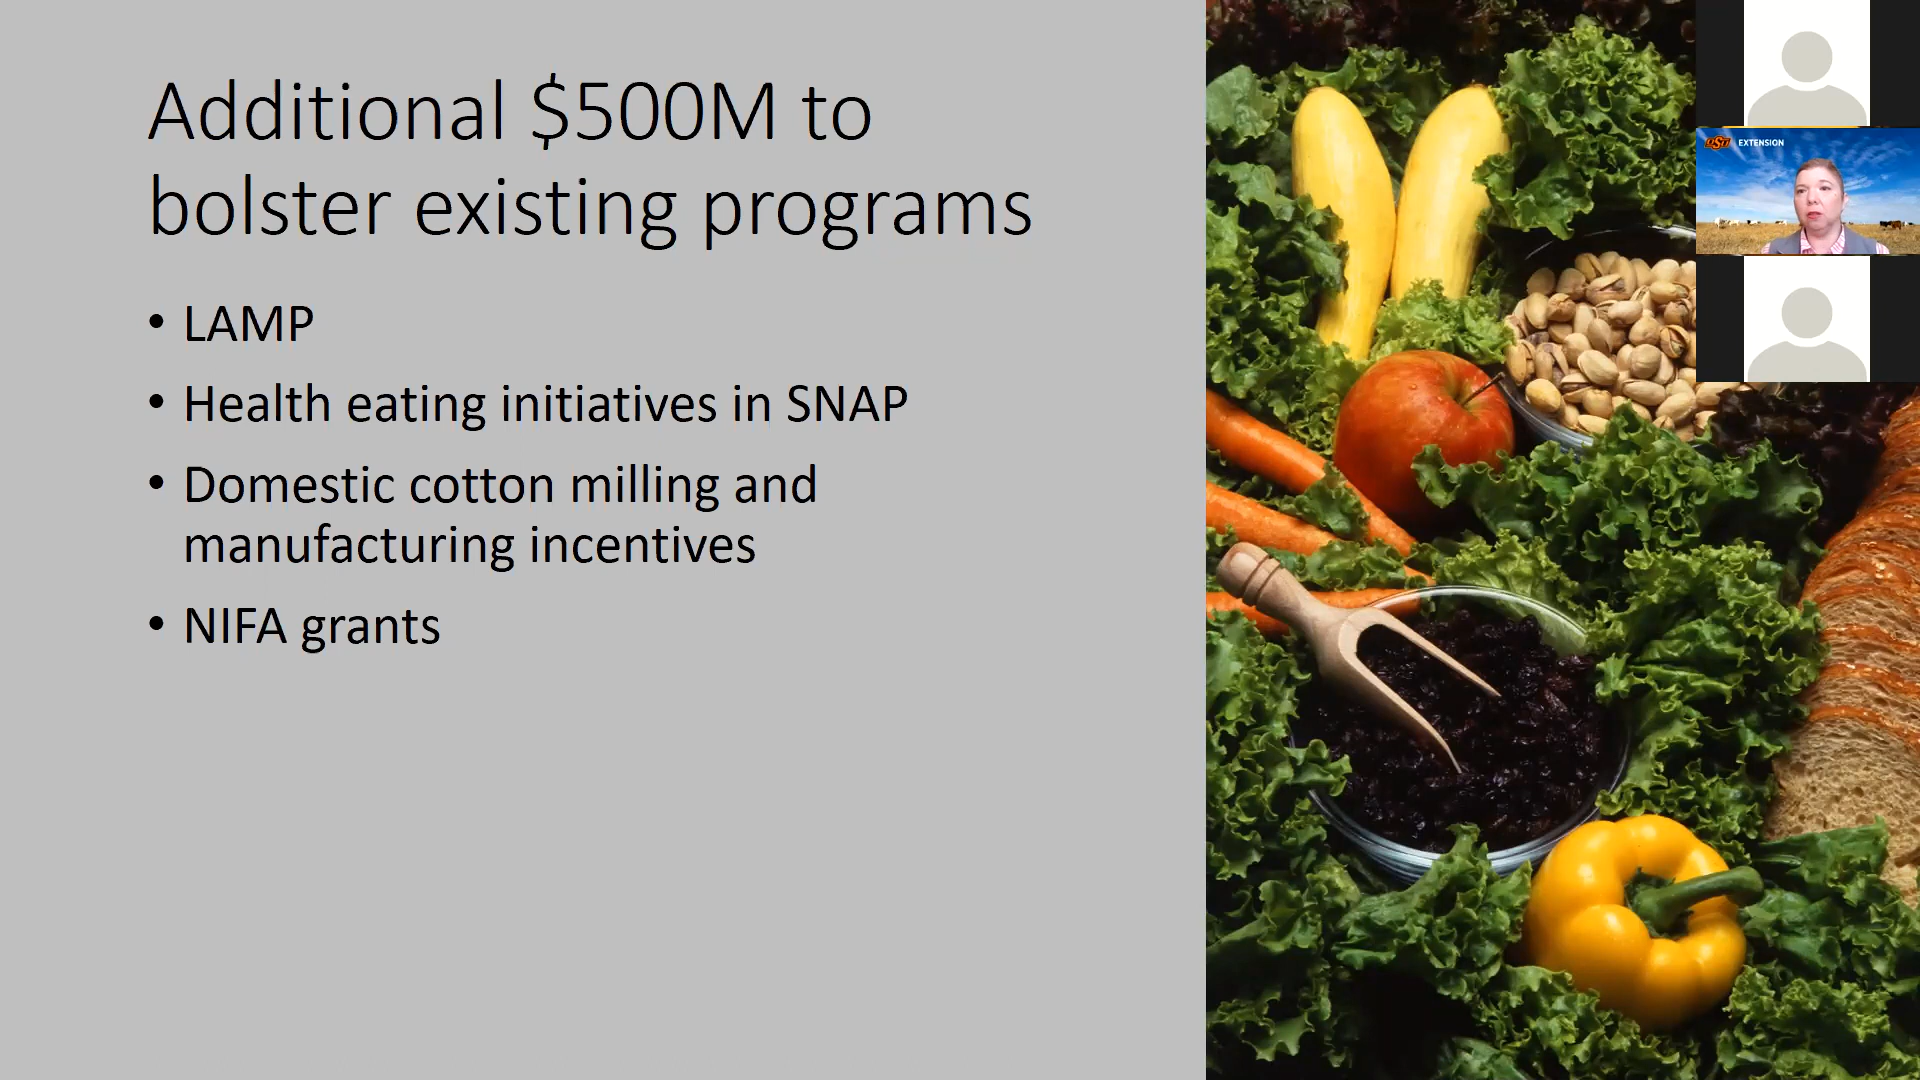 Additional $500M to
bolster existing programs
• LAMP
• Health eating initiatives in SNAP
• Domestic cotton milling and
manufacturing incentives
• NIFA grants
OSU EXTENSION